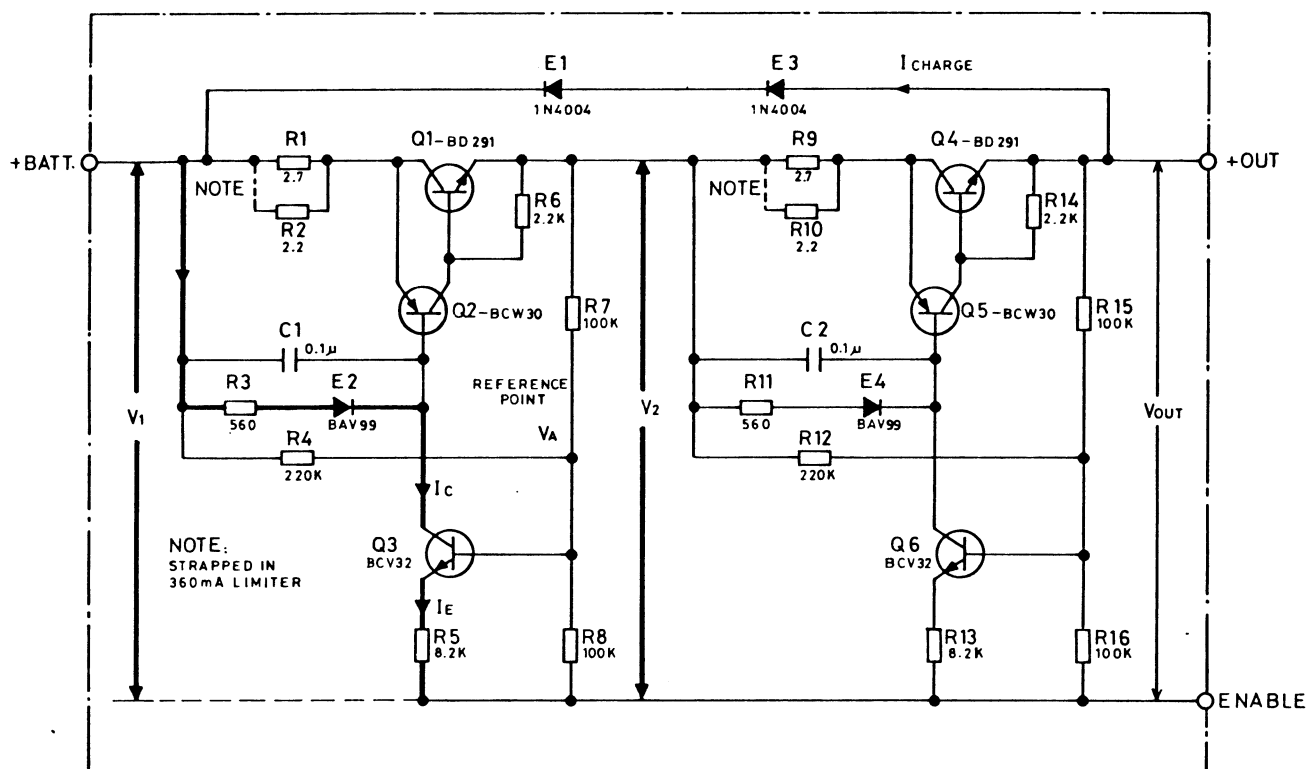 E1
1N4004
E3
1N4004
I CHARGE
+BATT.
R1
2.7
NOTE
R2
2.2
Q1-BD291
R6
2.2K
R9
2.7
NOTE
R10
2.2
Q4-BD291
R14
2.2K
+OUT
Q2-BCW30
R7
100K
Q5-BCW30
R15
100K
C1
0.1µ
C2
0.1µ
V1
R3
560
E2
BAV99
REFERENCE
POINT
VA
V2
R11
560
E4
BAV99
VOUT
R4
220K
R12
220K
IC
NOTE:
STRAPPED IN
360mA LIMITER
Q3
BCV32
Q6
BCV32
IE
R5
8.2K
R8
100K
R13
8.2K
R16
100K
ENABLE